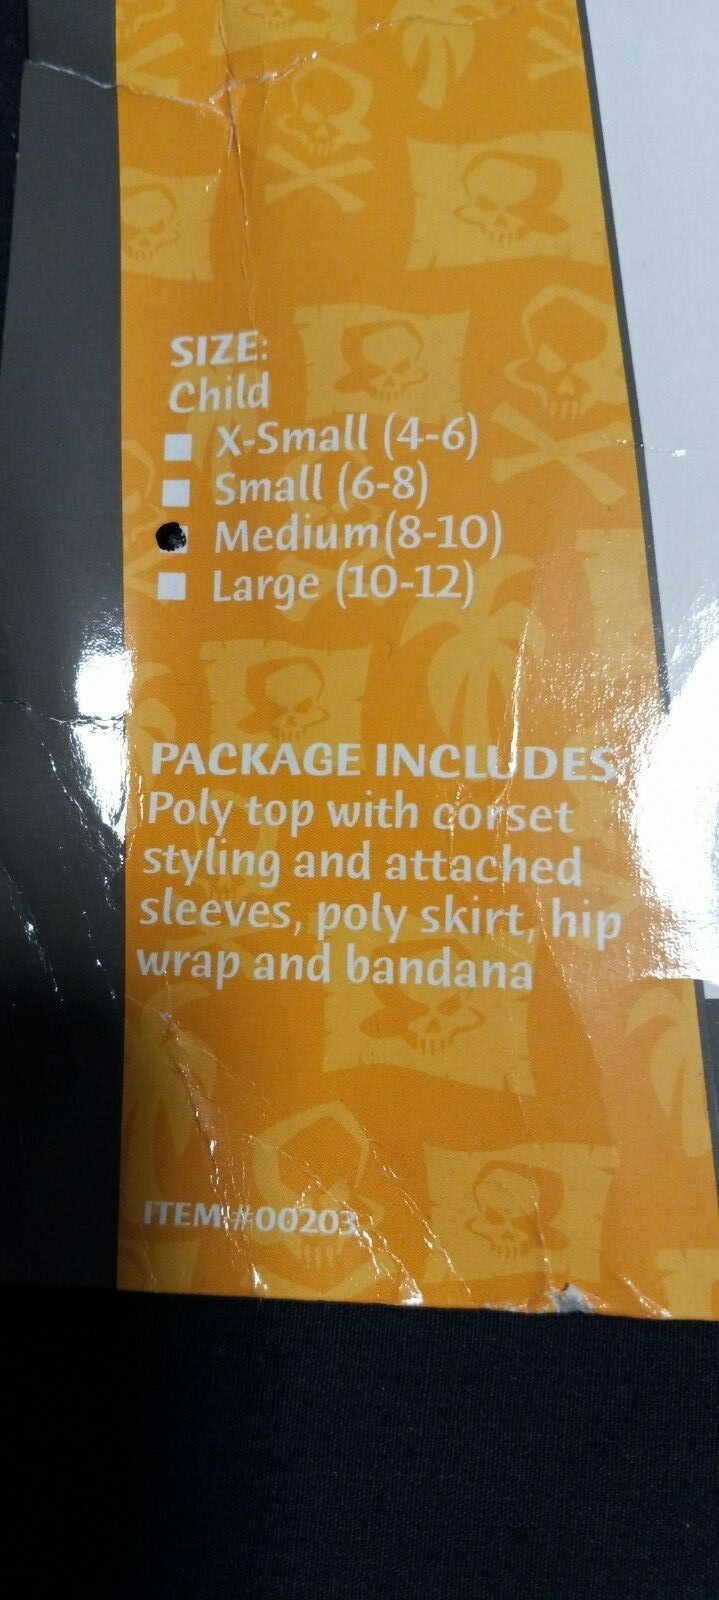 SIZE:
Child
X-Small (4-6)
Small (6-8)
Medium(8-10)
Large (10-12)
PACKAGE INCLUDES
Poly top with corset
styling and attached
sleeves, poly skirt, hip
wrap and bandana
ITEM #00203